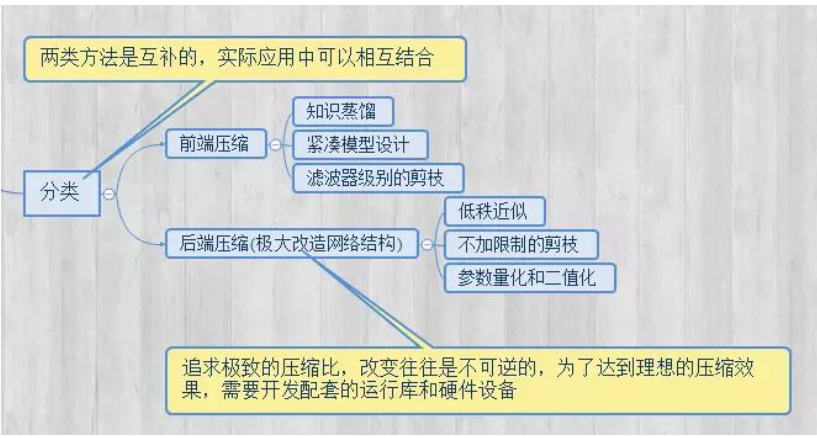 两类方法是互补的，实际应用中可以相互结合
知识蒸馏
前端压缩
紧凑模型设计
滤波器级别的剪枝
分类
低秩近似
后端压缩(极大改造网络结构)
不加限制的剪枝
参数量化和二值化
追求极致的压缩比，改变往往是不可逆的，为了达到理想的压缩效
果，需要开发配套的运行库和硬件设备